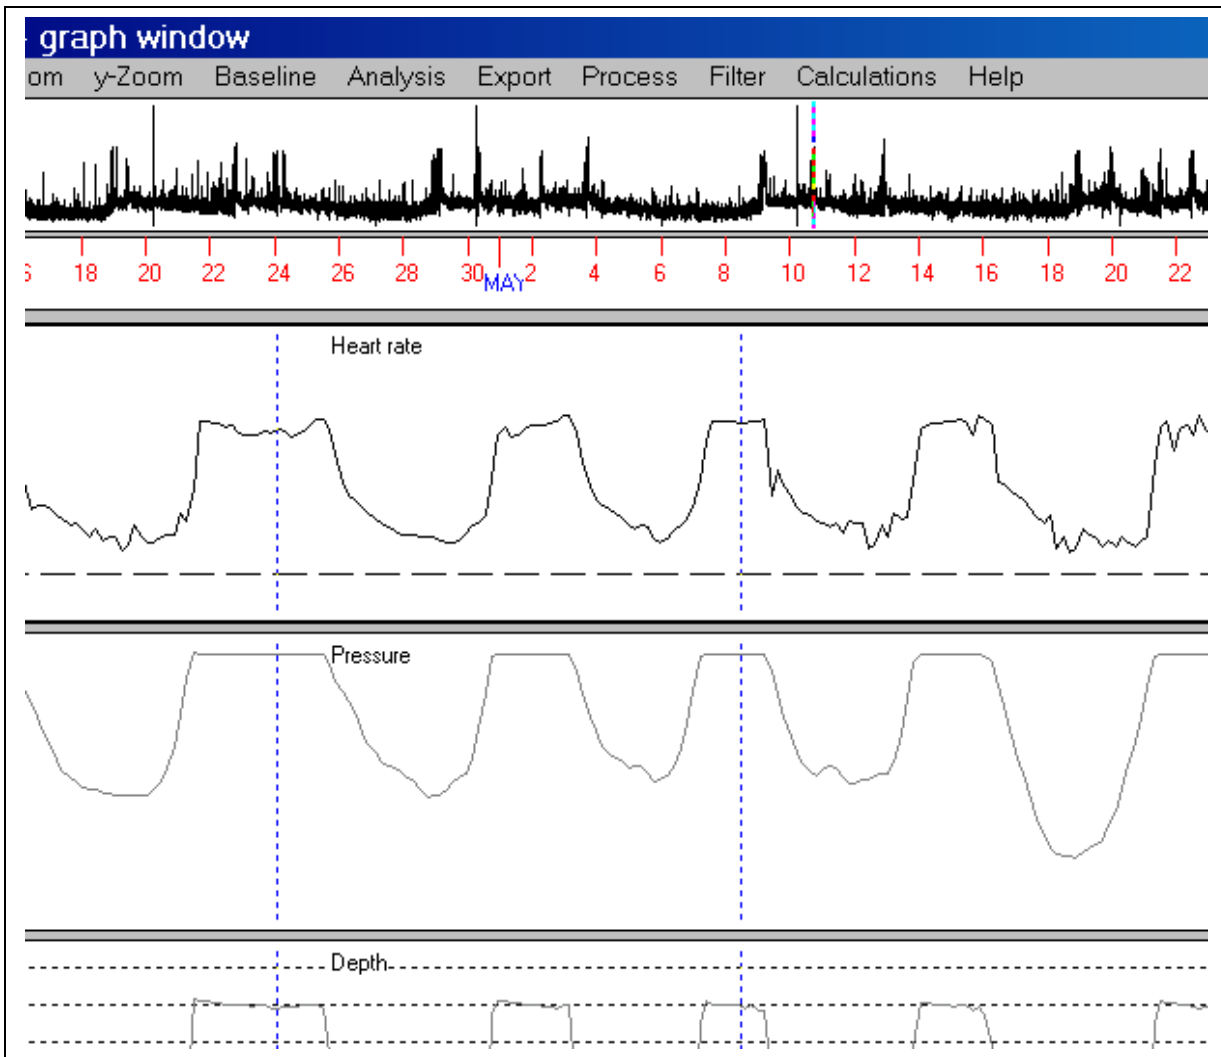 graph window
om y-Zoom Baseline Analysis Export Process Filter Calculations Help
6 18 20 22 24 26 28 30 MAY 2 4 6 8 10 12 14 16 18 20 22
Heart rate
Pressure
Depth